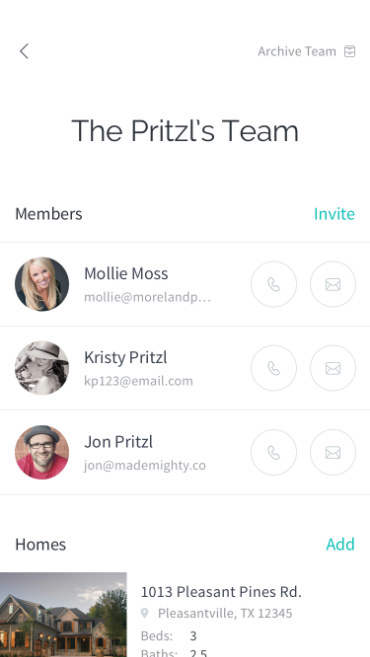 Archive Team
The Pritzl's Team
Members
Invite
Mollie Moss
mollie@morelandp...
Kristy Pritzl
kp123@email.com
Jon Pritzl
jon@mademighty.co
Homes
Add
1013 Pleasant Pines Rd.
Pleasantville, TX 12345
Beds: 3
Baths: 2.5